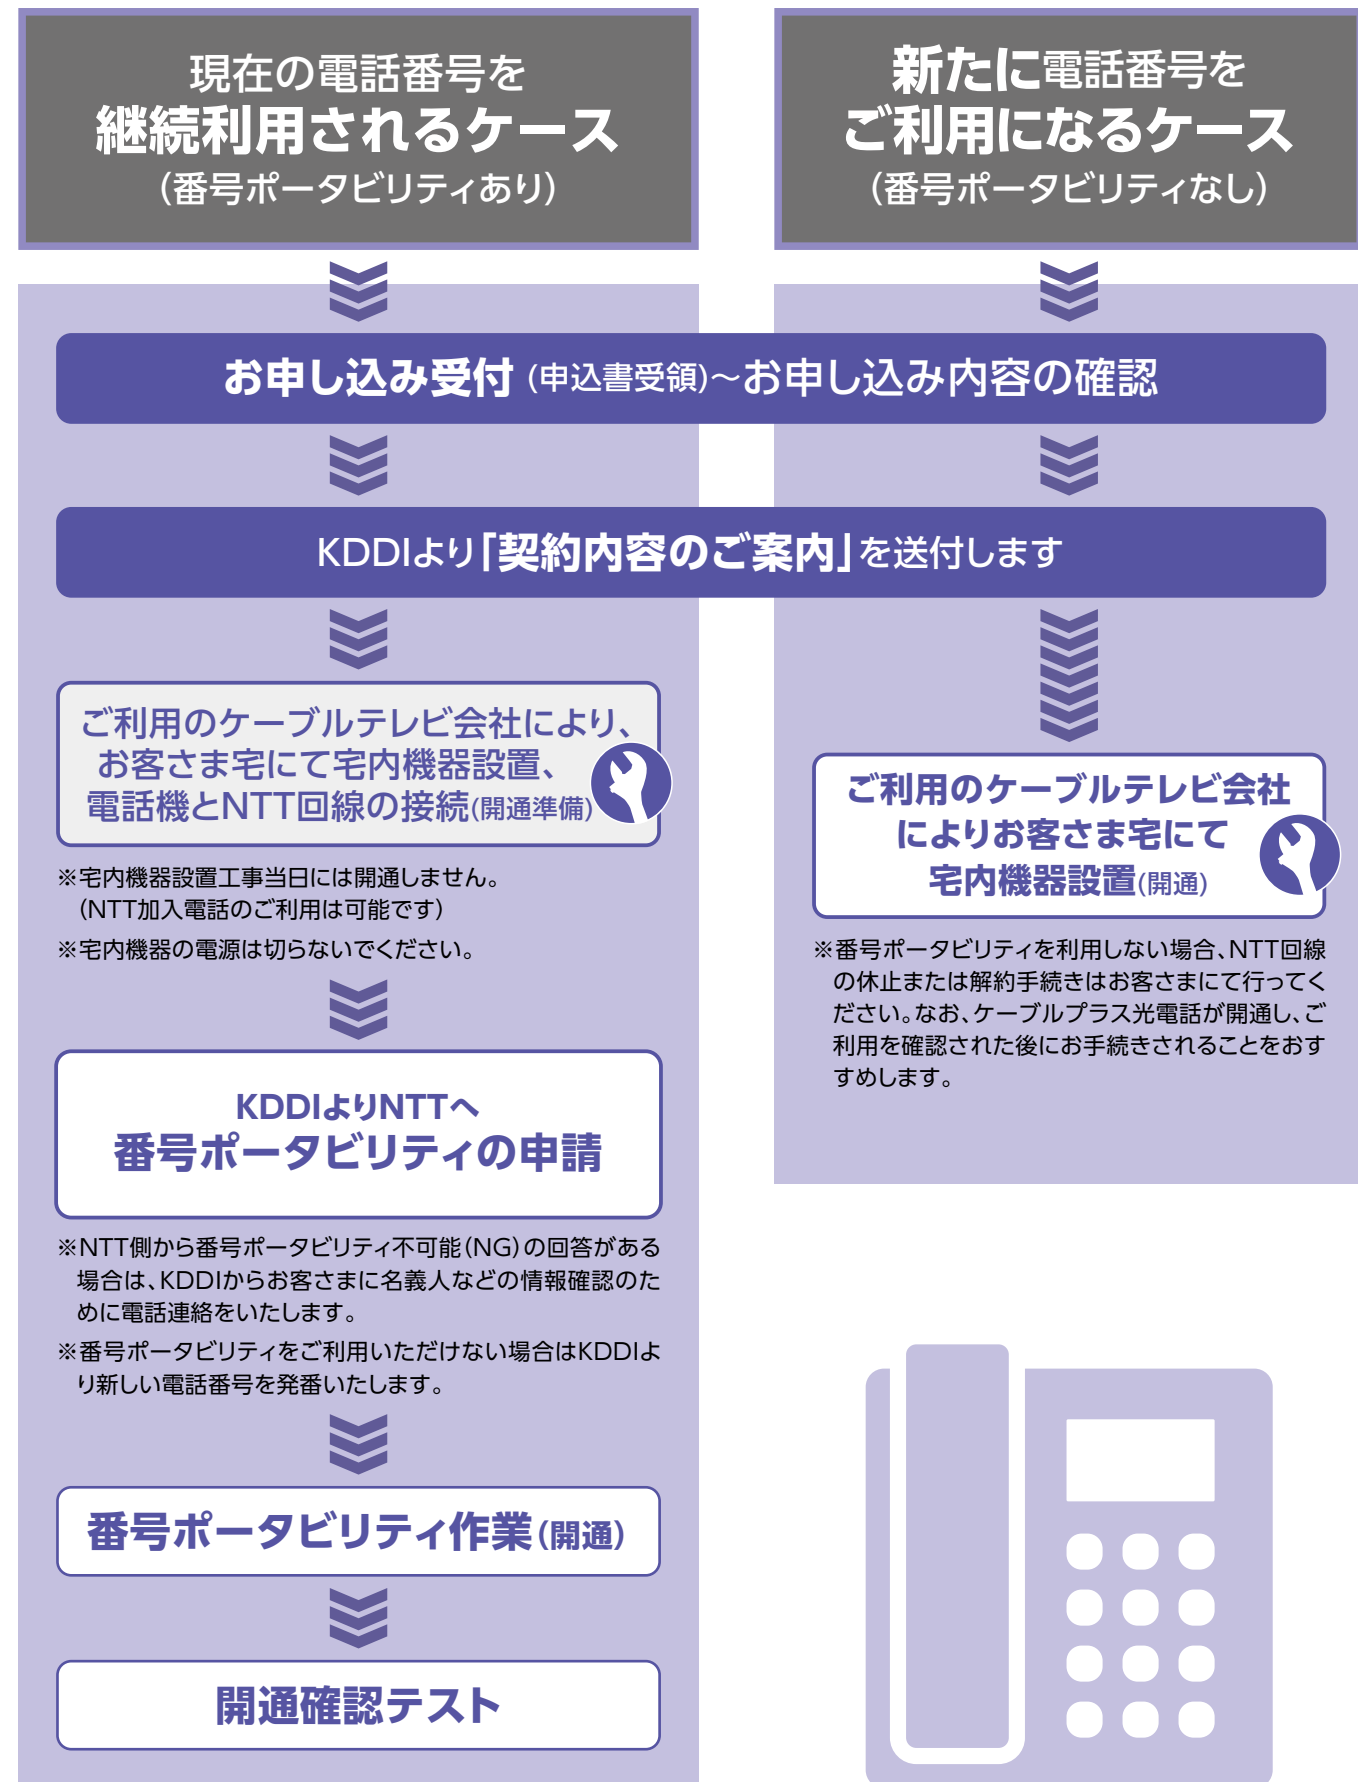 現在の電話番号を
継続利用されるケース
(番号ポータビリティあり)
新たに電話番号を
ご利用になるケース
(番号ポータビリティなし)
お申し込み受付(申込書受領)～お申し込み内容の確認
KDDIより「契約内容のご案内」を送付します
ご利用のケーブルテレビ会社により、
お客さま宅にて宅内機器設置、
電話機とNTT回線の接続(開通準備)
※宅内機器設置工事当日には開通しません。
(NTT加入電話のご利用は可能です)
※宅内機器の電源は切らないでください。
KDDIよりNTTへ
番号ポータビリティの申請
※NTT側から番号ポータビリティ不可能(NG)の回答がある
場合は、KDDIからお客さまに名義人などの情報確認のた
めに電話連絡をいたします。
※番号ポータビリティをご利用いただけない場合はKDDIよ
り新しい電話番号を発番いたします。
番号ポータビリティ作業(開通)
開通確認テスト
ご利用のケーブルテレビ会社
によりお客さま宅にて
宅内機器設置(開通)
※番号ポータビリティを利用しない場合、NTT回線
の休止または解約手続きはお客さまにて行ってく
ださい。なお、ケーブルプラス光電話が開通し、ご
利用を確認された後にお手続きされることをおす
すめします。